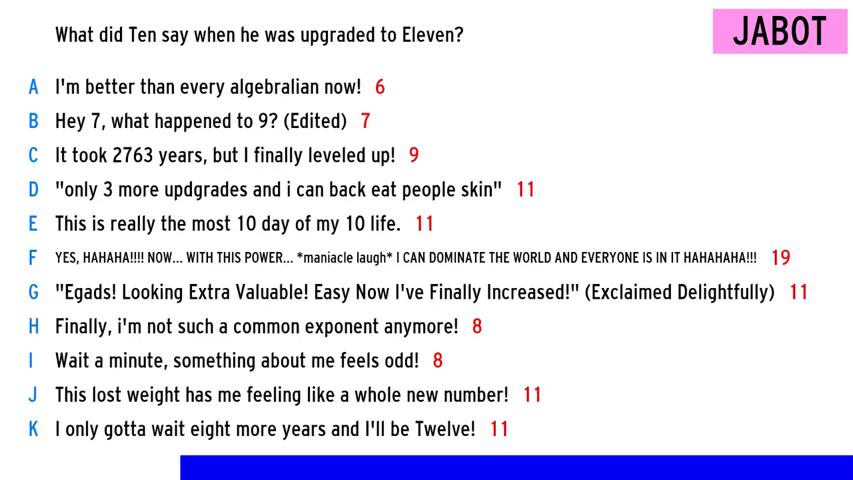 What did Ten say when he was upgraded to Eleven?
JABOT
A I'm better than every algebralian now! 6
B Hey 7, what happened to 9? (Edited) 7
C It took 2763 years, but I finally leveled up! 9
D "only 3 more updgrades and i can back eat people skin" 11
E This is really the most 10 day of my 10 life. 11
F YES, HAHAHA!!!! NOW... WITH THIS POWER... *maniacle laugh* I CAN DOMINATE THE WORLD AND EVERYONE IS IN IT HAHAHAHA!!! 19
G "Egads! Looking Extra Valuable! Easy Now I've Finally Increased!" (Exclaimed Delightfully) 11
H Finally, i'm not such a common exponent anymore! 8
I Wait a minute, something about me feels odd! 8
J This lost weight has me feeling like a whole new number! 11
K I only gotta wait eight more years and I'll be Twelve! 11